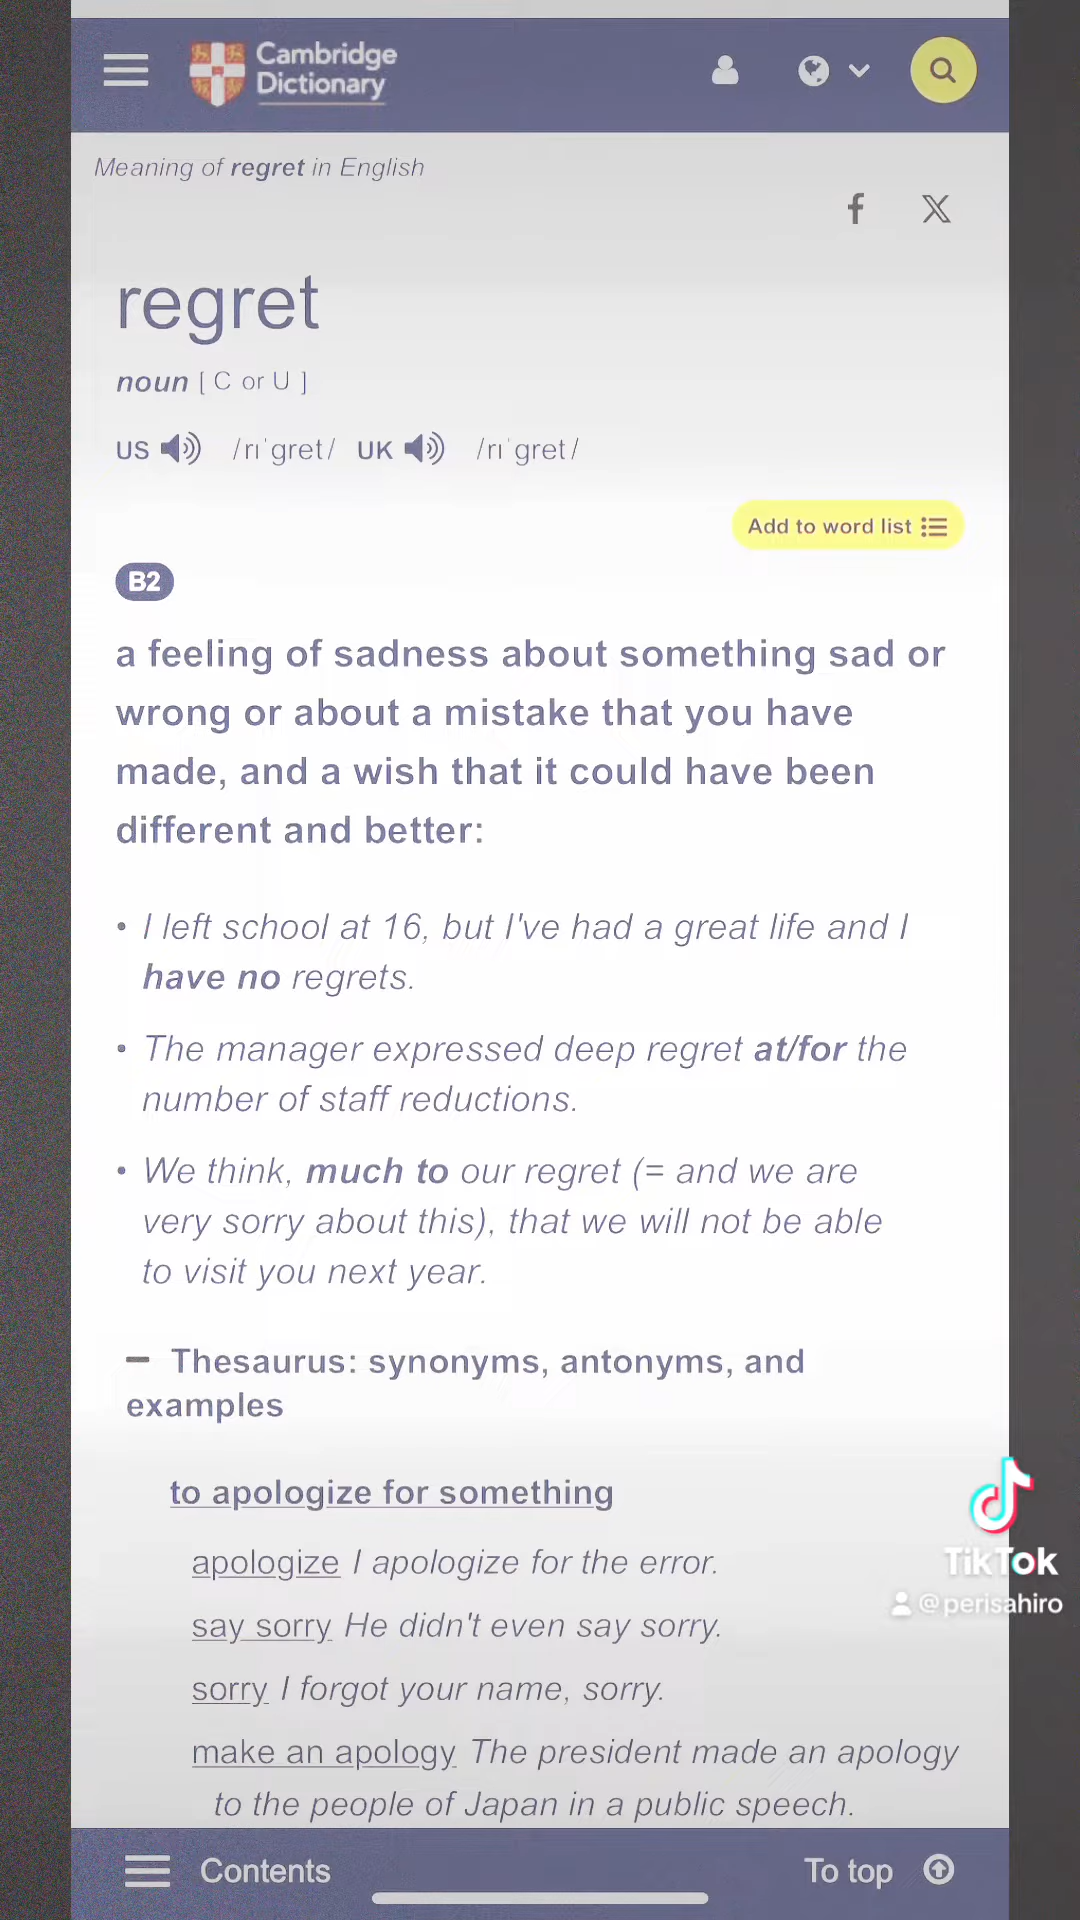 Cambridge
Dictionary
Meaning of regret in English
regret
noun [ C or U ]
US /rɪˈɡret/ UK /rɪˈɡret/
Add to word list
B2
a feeling of sadness about something sad or
wrong or about a mistake that you have
made, and a wish that it could have been
different and better:
• I left school at 16, but I've had a great life and I
have no regrets.
• The manager expressed deep regret at/for the
number of staff reductions.
• We think, much to our regret (= and we are
very sorry about this), that we will not be able
to visit you next year.
– Thesaurus: synonyms, antonyms, and
examples
to apologize for something
apologize I apologize for the error.
say sorry He didn't even say sorry.
sorry I forgot your name, sorry.
make an apology The president made an apology
to the people of Japan in a public speech.
TikTok
@perisahiro
Contents To top